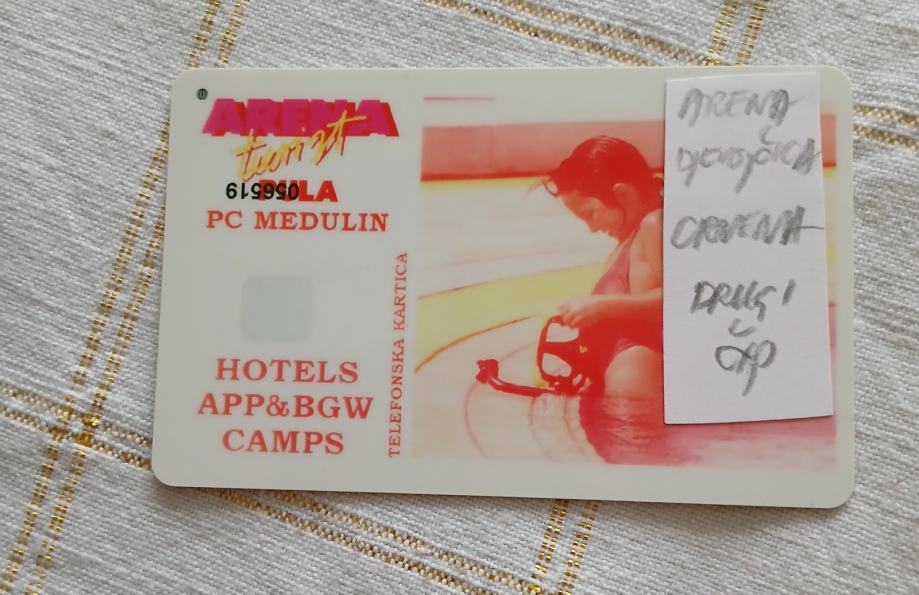 ARENA
turist
056519
PULA
PC MEDULIN
TELEFONSKA KARTICA
HOTELS
APP&BGW
CAMPS
ARENA
DJEVOJČICA
CRVENA
DRUGI
ČIP